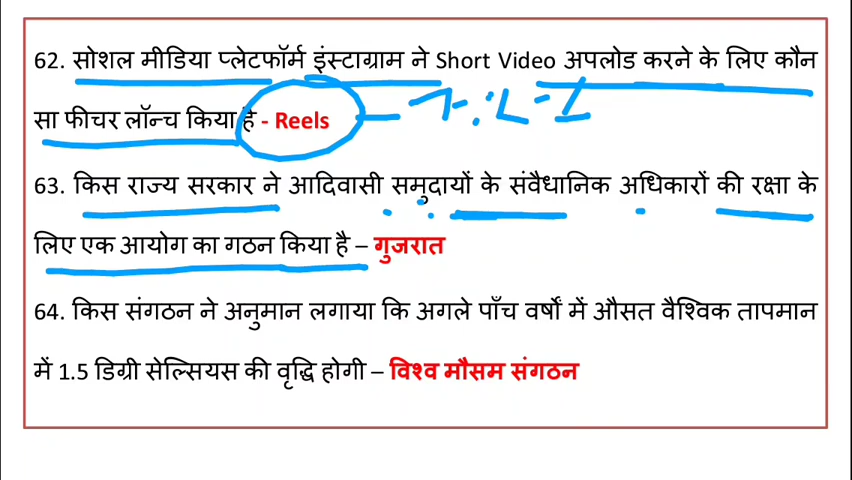 62. सोशल मीडिया प्लेटफॉर्म इंस्टाग्राम ने Short Video अपलोड करने के लिए कौन
सा फीचर लॉन्च किया है - Reels
63. किस राज्य सरकार ने आदिवासी समुदायों के संवैधानिक अधिकारों की रक्षा के
लिए एक आयोग का गठन किया है – गुजरात
64. किस संगठन ने अनुमान लगाया कि अगले पाँच वर्षों में औसत वैश्विक तापमान
में 1.5 डिग्री सेल्सियस की वृद्धि होगी – विश्व मौसम संगठन